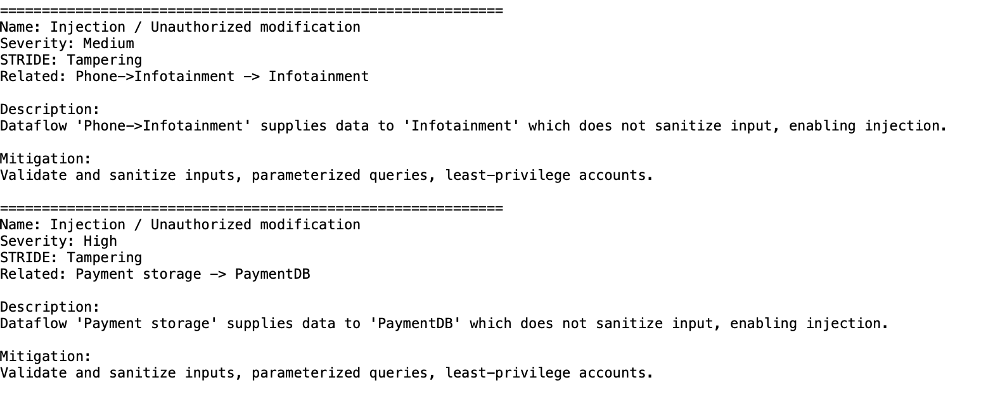 ============================================================
Name: Injection / Unauthorized modification
Severity: Medium
STRIDE: Tampering
Related: Phone->Infotainment -> Infotainment
Description:
Dataflow 'Phone->Infotainment' supplies data to 'Infotainment' which does not sanitize input, enabling injection.
Mitigation:
Validate and sanitize inputs, parameterized queries, least-privilege accounts.
============================================================
Name: Injection / Unauthorized modification
Severity: High
STRIDE: Tampering
Related: Payment storage -> PaymentDB
Description:
Dataflow 'Payment storage' supplies data to 'PaymentDB' which does not sanitize input, enabling injection.
Mitigation:
Validate and sanitize inputs, parameterized queries, least-privilege accounts.